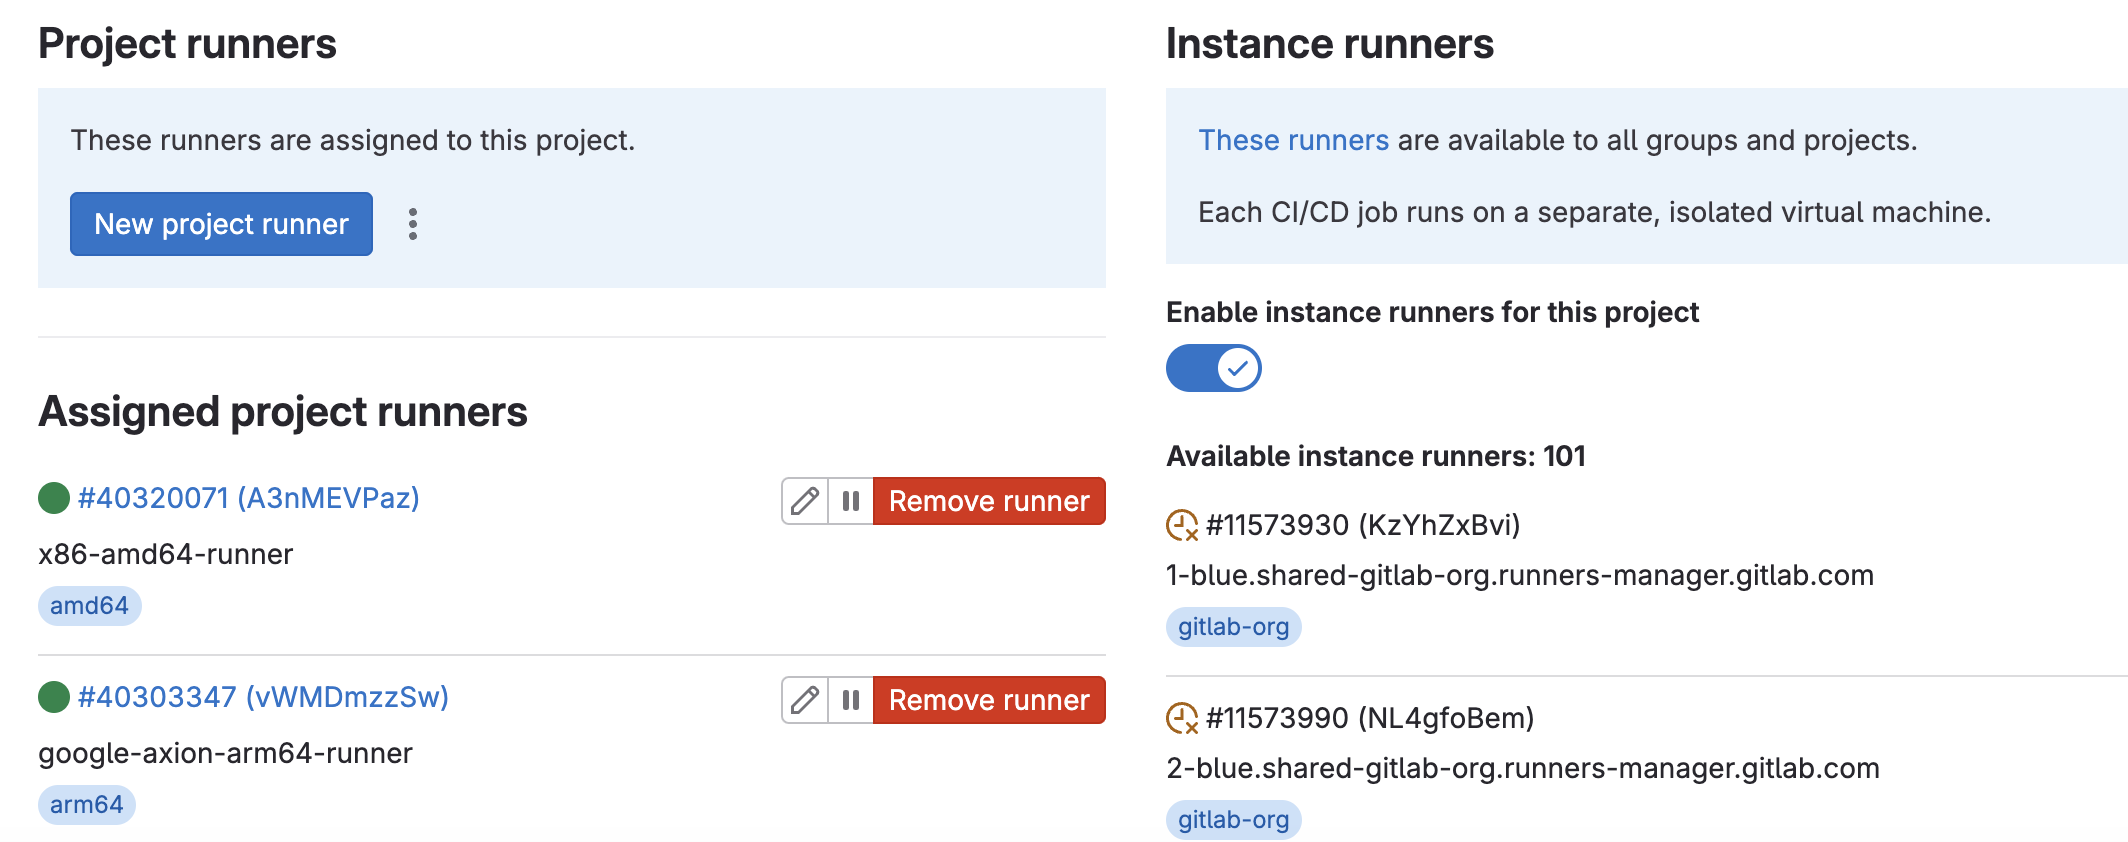 Project runners
These runners are assigned to this project.
New project runner
Assigned project runners
#40320071 (A3nMEVPaz)
Remove runner
x86-amd64-runner
amd64
#40303347 (vWMDmzzSw)
Remove runner
google-axion-arm64-runner
arm64
Instance runners
These runners are available to all groups and projects.
Each CI/CD job runs on a separate, isolated virtual machine.
Enable instance runners for this project
Available instance runners: 101
#11573930 (KzYhZxBvi)
1-blue.shared-gitlab-org.runners-manager.gitlab.com
gitlab-org
#11573990 (NL4gfoBem)
2-blue.shared-gitlab-org.runners-manager.gitlab.com
gitlab-org